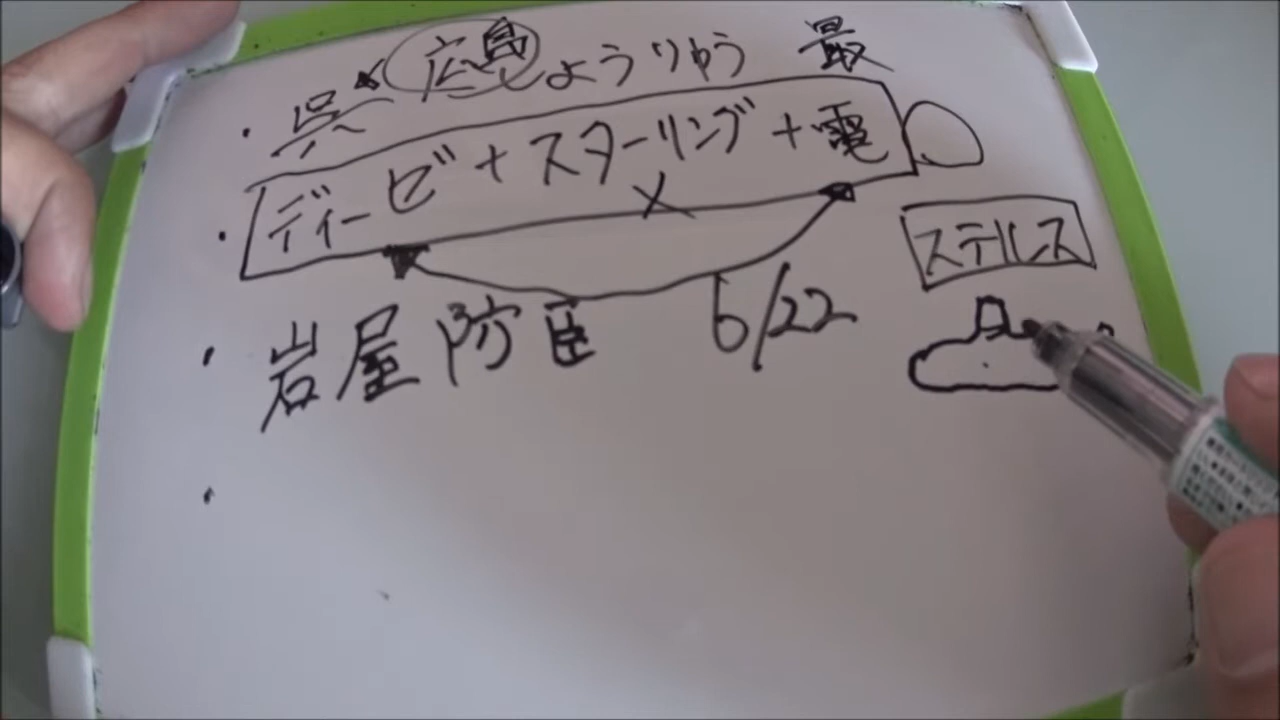 ・呉 広島 ようりゅう 最
・ディーゼ+スターリング+電
×
ステルス
・岩屋防臣 6/22
・